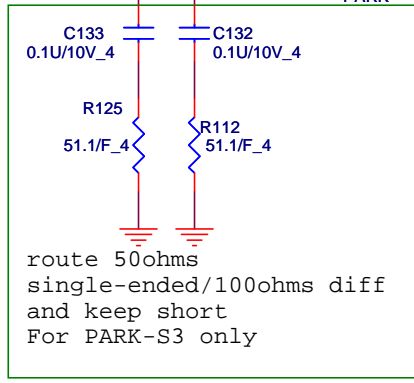 PARK
C133
0.1U/10V_4
C132
0.1U/10V_4
R125
51.1/F_4
R112
51.1/F_4
route 50ohms
single-ended/100ohms diff
and keep short
For PARK-S3 only